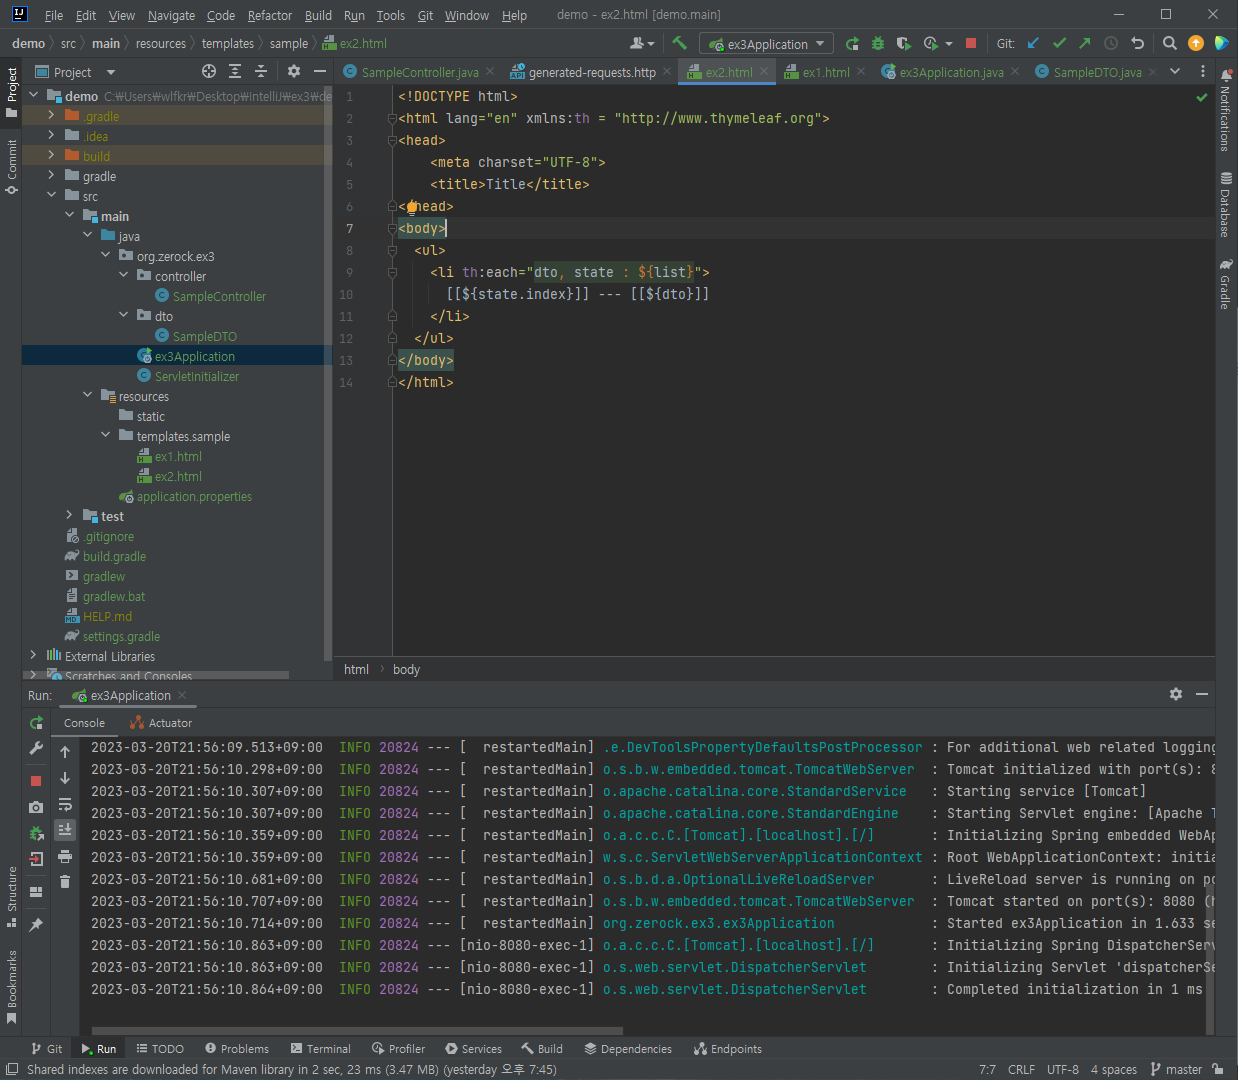 File Edit View Navigate Code Refactor Build Run Tools Git Window Help demo - ex2.html [demo.main]
demo src main resources templates sample ex2.html ex3Application Git:
Project
SampleController.java generated-requests.http ex2.html ex1.html ex3Application.java SampleDTO.java
demo C:₩Users₩wlfkr₩Desktop₩IntelliJ₩ex3₩de
.gradle
.idea
build
gradle
src
main
java
org.zerock.ex3
controller
SampleController
dto
SampleDTO
ex3Application
ServletInitializer
resources
static
templates.sample
ex1.html
ex2.html
application.properties
test
.gitignore
build.gradle
gradlew
gradlew.bat
HELP.md
settings.gradle
External Libraries
Scratches and Consoles
1 <!DOCTYPE html>
2 <html lang="en" xmlns:th = "http://www.thymeleaf.org">
3 <head>
4 <meta charset="UTF-8">
5 <title>Title</title>
6 </head>
7 <body>
8 <ul>
9 <li th:each="dto, state : ${list}">
10 [[${state.index}]] --- [[${dto}]]
11 </li>
12 </ul>
13 </body>
14 </html>
html body
Project
Commit
Structure
Bookmarks
Notifications
Database
Gradle
Run: ex3Application
Console Actuator
2023-03-20T21:56:09.513+09:00 INFO 20824 --- [ restartedMain] .e.DevToolsPropertyDefaultsPostProcessor : For additional web related logging
2023-03-20T21:56:10.298+09:00 INFO 20824 --- [ restartedMain] o.s.b.w.embedded.tomcat.TomcatWebServer : Tomcat initialized with port(s): 8
2023-03-20T21:56:10.307+09:00 INFO 20824 --- [ restartedMain] o.apache.catalina.core.StandardService : Starting service [Tomcat]
2023-03-20T21:56:10.307+09:00 INFO 20824 --- [ restartedMain] o.apache.catalina.core.StandardEngine : Starting Servlet engine: [Apache T
2023-03-20T21:56:10.359+09:00 INFO 20824 --- [ restartedMain] o.a.c.c.C.[Tomcat].[localhost].[/] : Initializing Spring embedded WebAp
2023-03-20T21:56:10.359+09:00 INFO 20824 --- [ restartedMain] w.s.c.ServletWebServerApplicationContext : Root WebApplicationContext: initia
2023-03-20T21:56:10.681+09:00 INFO 20824 --- [ restartedMain] o.s.b.d.a.OptionalLiveReloadServer : LiveReload server is running on po
2023-03-20T21:56:10.707+09:00 INFO 20824 --- [ restartedMain] o.s.b.w.embedded.tomcat.TomcatWebServer : Tomcat started on port(s): 8080 (h
2023-03-20T21:56:10.714+09:00 INFO 20824 --- [ restartedMain] org.zerock.ex3.ex3Application : Started ex3Application in 1.633 se
2023-03-20T21:56:10.863+09:00 INFO 20824 --- [nio-8080-exec-1] o.a.c.c.C.[Tomcat].[localhost].[/] : Initializing Spring DispatcherServ
2023-03-20T21:56:10.863+09:00 INFO 20824 --- [nio-8080-exec-1] o.s.web.servlet.DispatcherServlet : Initializing Servlet 'dispatcherSe
2023-03-20T21:56:10.864+09:00 INFO 20824 --- [nio-8080-exec-1] o.s.web.servlet.DispatcherServlet : Completed initialization in 1 ms
Git Run TODO Problems Terminal Profiler Services Build Dependencies Endpoints
Shared indexes are downloaded for Maven library in 2 sec, 23 ms (3.47 MB) (yesterday 오후 7:45) 7:7 CRLF UTF-8 4 spaces master